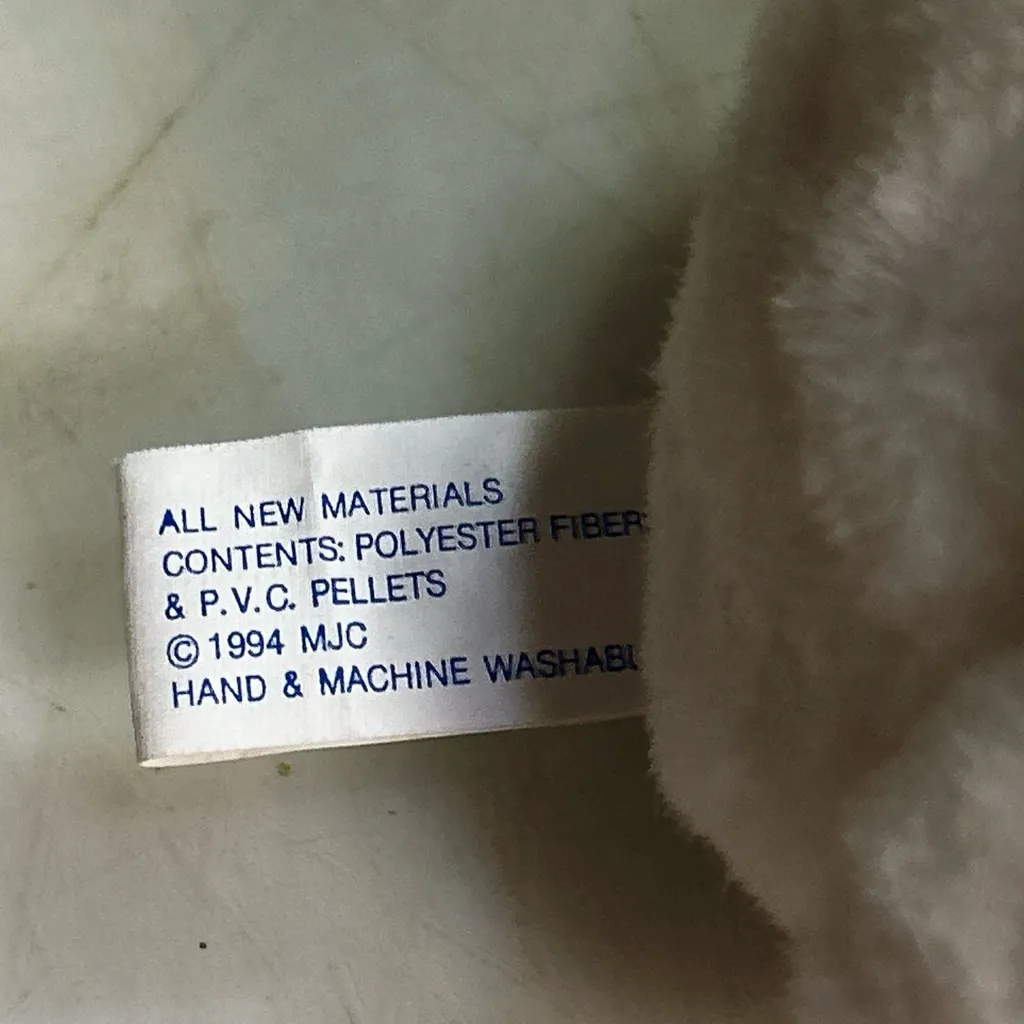 ALL NEW MATERIALS
CONTENTS: POLYESTER FIBER
& P.V.C. PELLETS
© 1994 MJC
HAND & MACHINE WASHABL